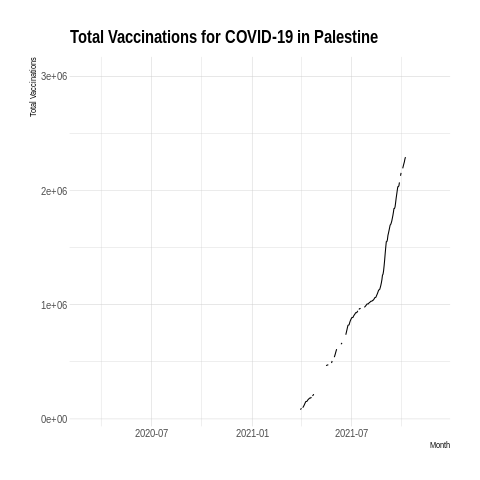 Total Vaccinations for COVID-19 in Palestine
Total Vaccinations
3e+06
2e+06
1e+06
0e+00
2020-07 2021-01 2021-07
Month